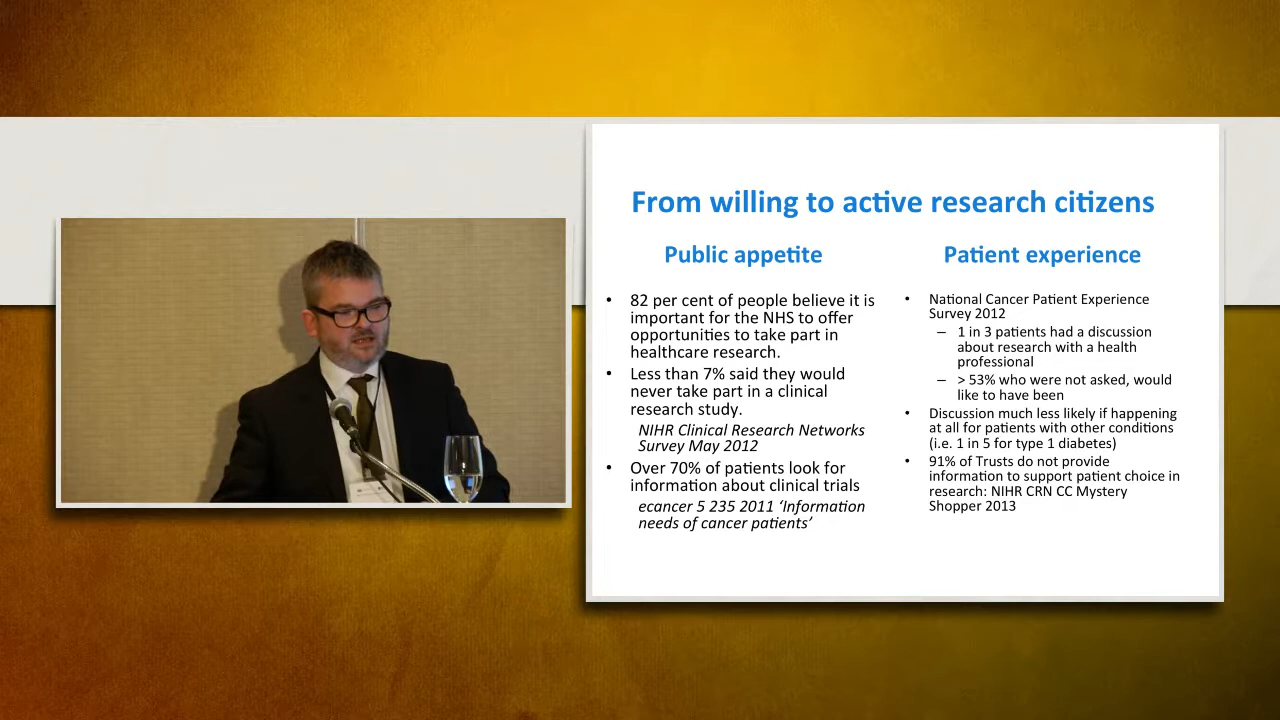 From willing to active research citizens
Public appetite
• 82 per cent of people believe it is
important for the NHS to offer
opportunities to take part in
healthcare research.
• Less than 7% said they would
never take part in a clinical
research study.
NIHR Clinical Research Networks
Survey May 2012
• Over 70% of patients look for
information about clinical trials
ecancer 5 235 2011 ‘Information
needs of cancer patients’
Patient experience
• National Cancer Patient Experience
Survey 2012
– 1 in 3 patients had a discussion
about research with a health
professional
– > 53% who were not asked, would
like to have been
• Discussion much less likely if happening
at all for patients with other conditions
(i.e. 1 in 5 for type 1 diabetes)
• 91% of Trusts do not provide
information to support patient choice in
research: NIHR CRN CC Mystery
Shopper 2013